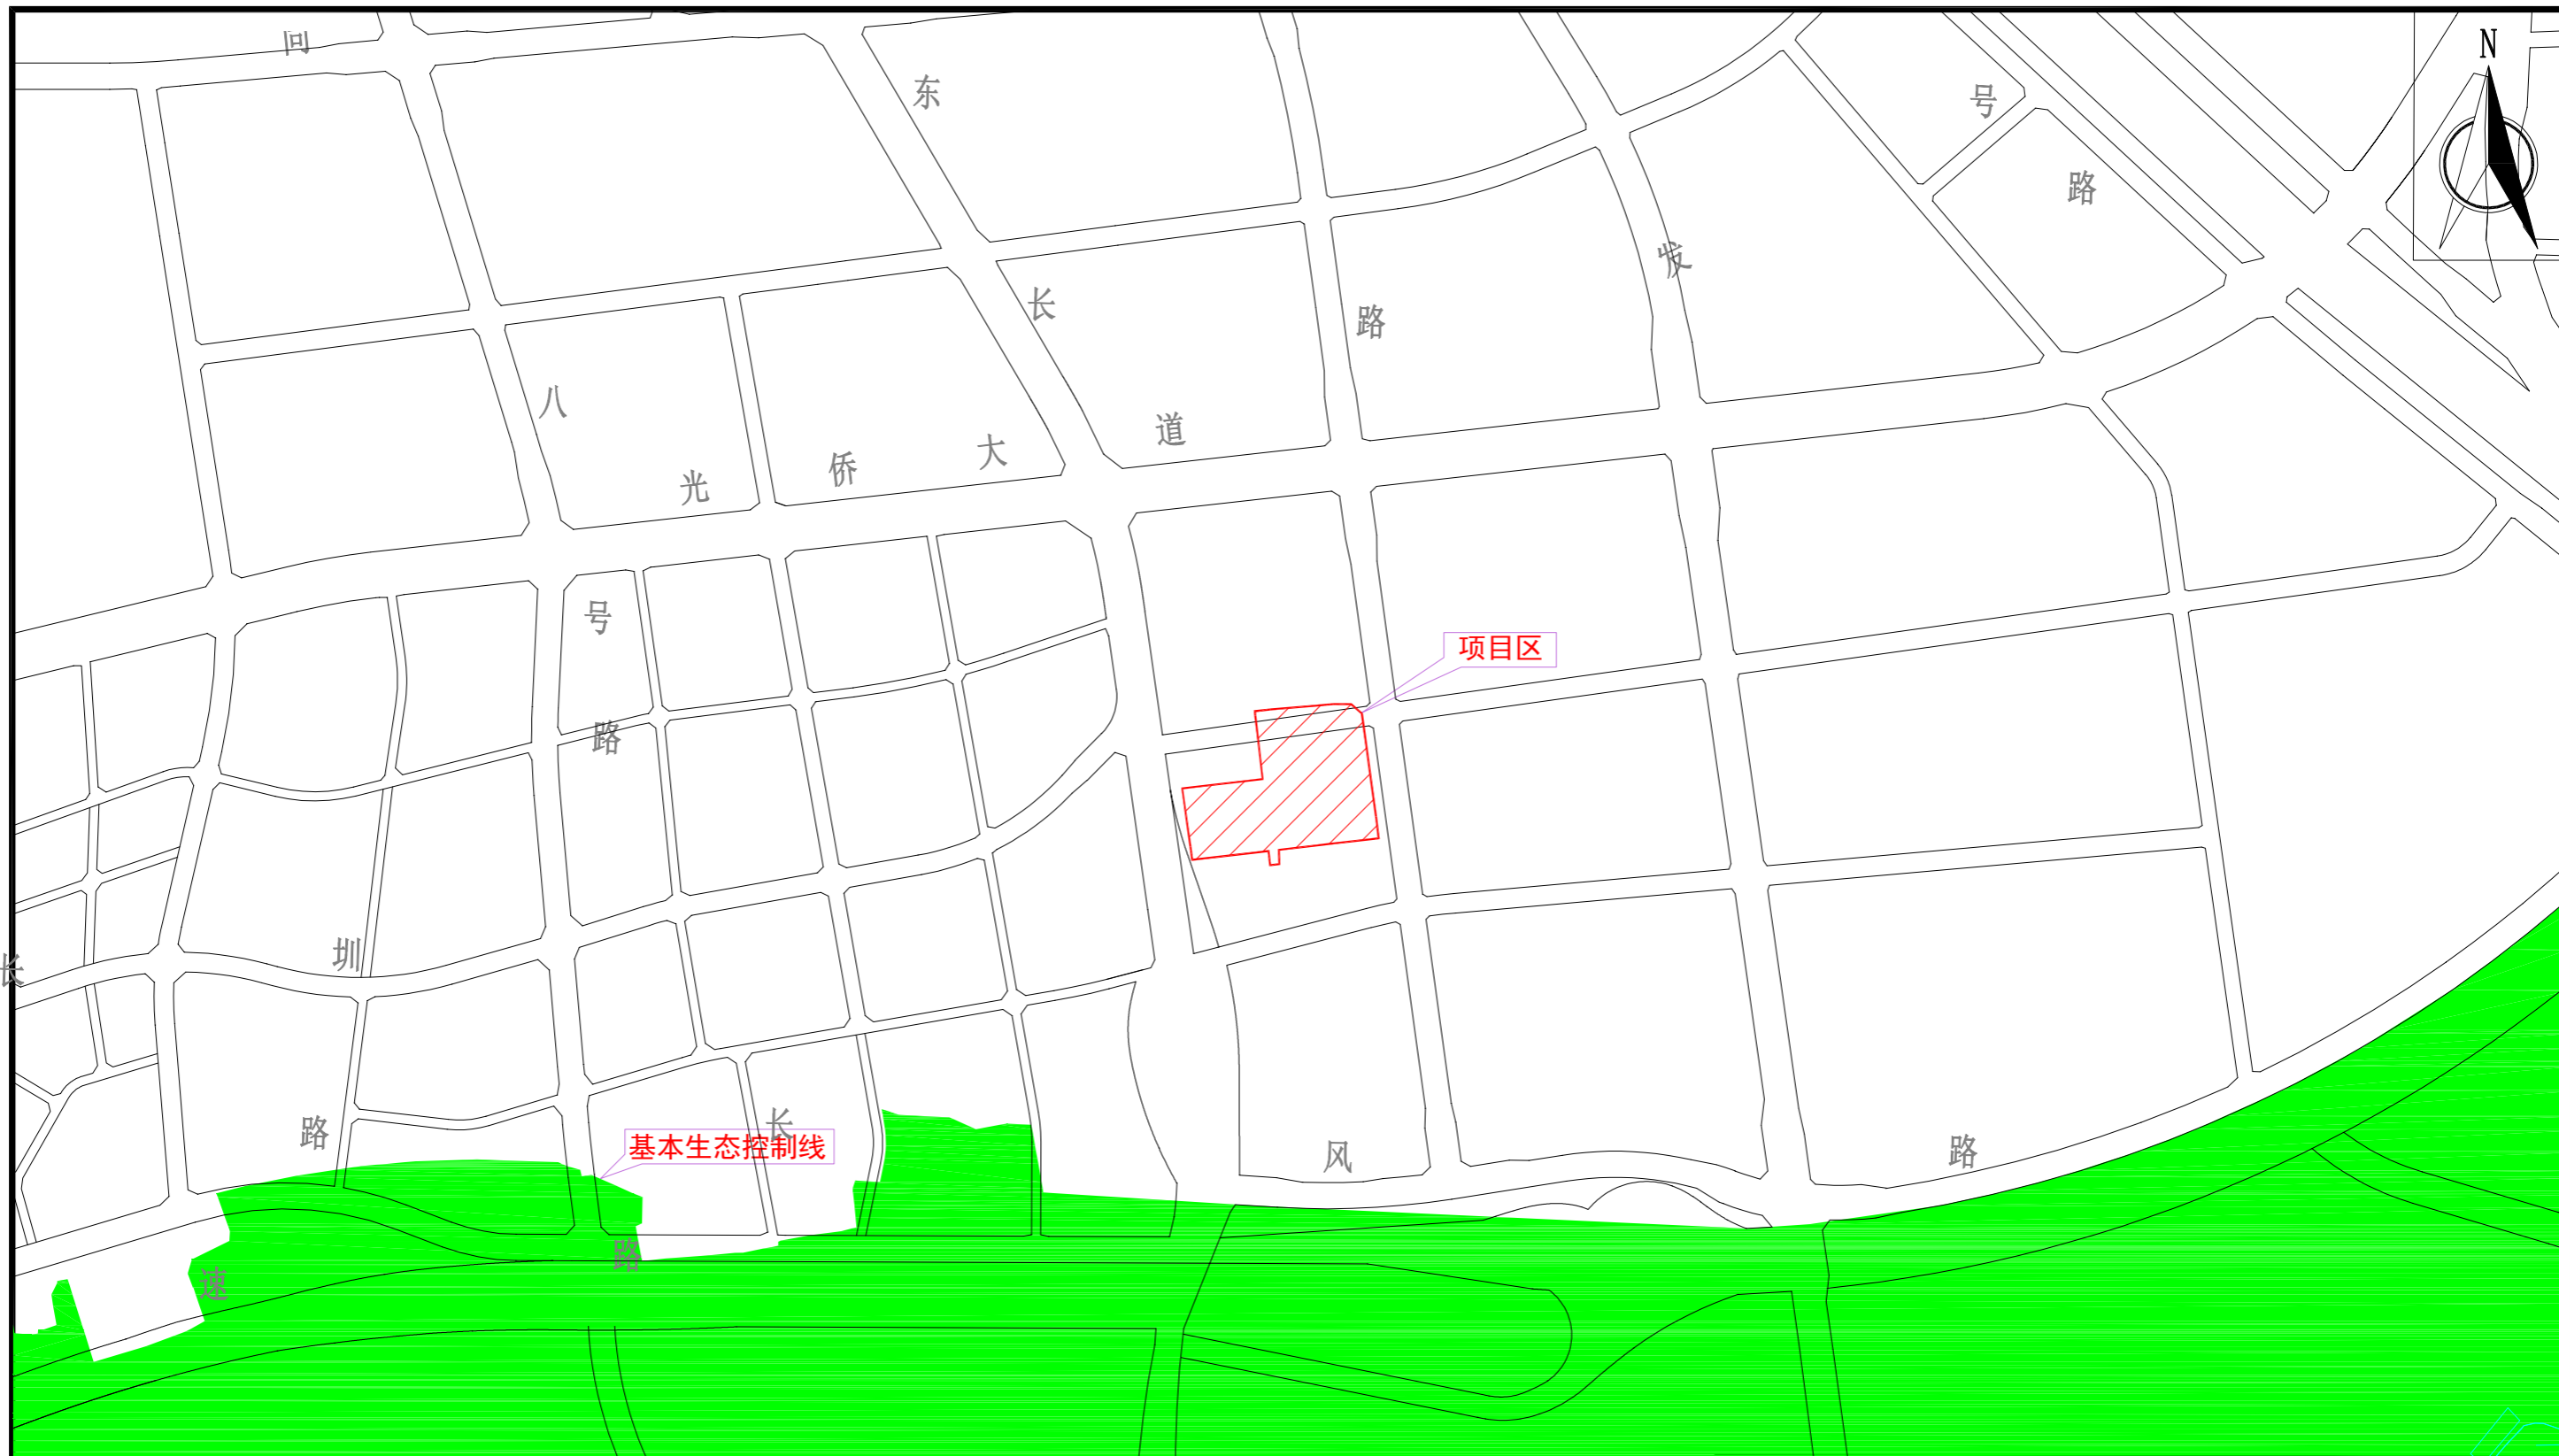 N
东
号
路
发
长
路
八
道
大
侨
光
号
项目区
路
圳
长
路
长
基本生态控制线
风
路
路
速